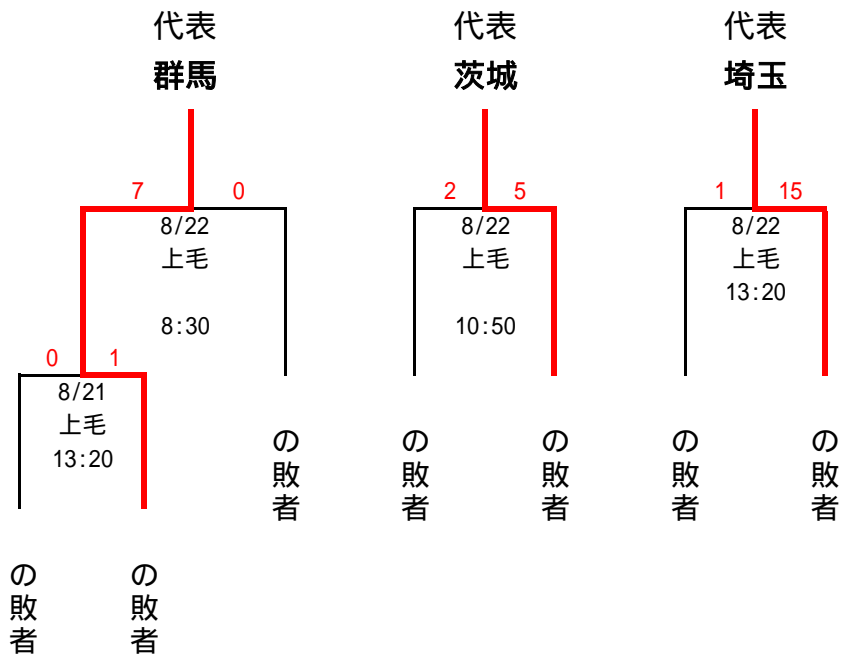 代表
群馬
代表
茨城
代表
埼玉
7
0
2
5
1
15
8/22
上毛
8:30
8/22
上毛
10:50
8/22
上毛
13:20
0
1
8/21
上毛
13:20
の敗者
の敗者
の敗者
の敗者
の敗者
の敗者
の敗者